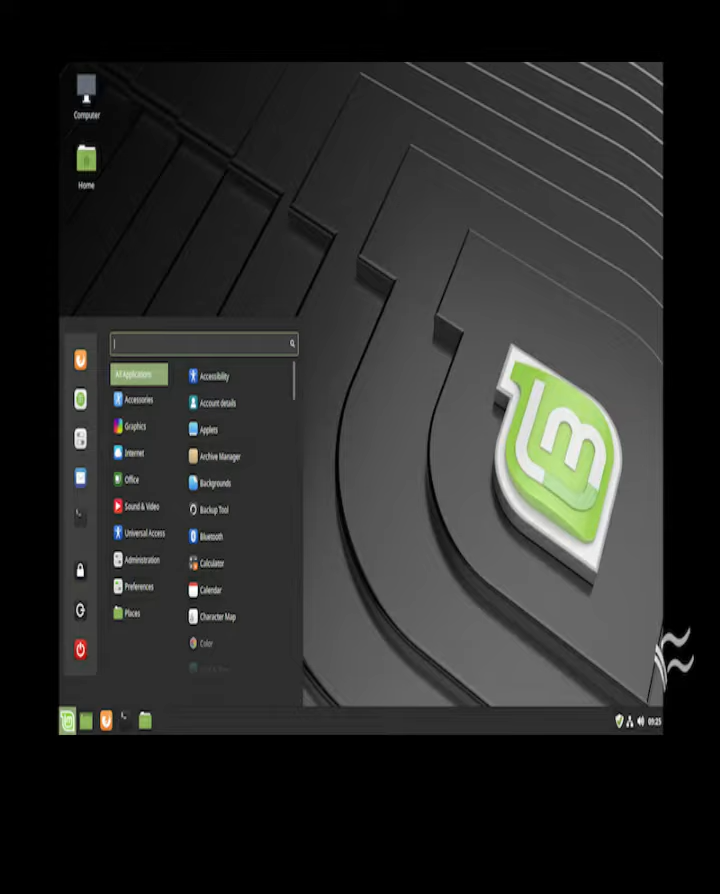 Computer
Home
All Applications
Accessories
Graphics
Internet
Office
Sound & Video
Universal Access
Administration
Preferences
Places
Accessibility
Account details
Applets
Archive Manager
Backgrounds
Backup Tool
Bluetooth
Calculator
Calendar
Character Map
Color
09:25